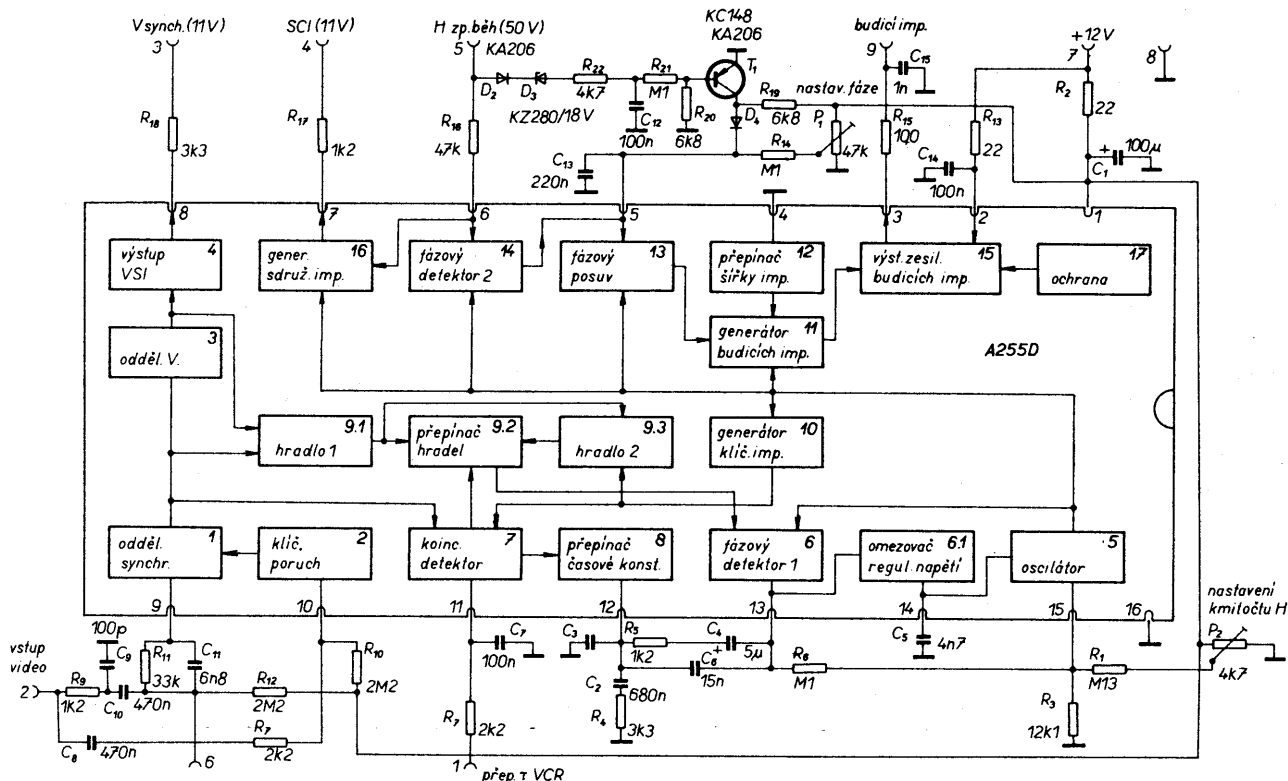 V synch. (11 V)
SCI (11V)
H zp. běh (50 V)
KC148
KA206
budicí imp.
+12V
3
4
5
KA206
9
7
8
C15
1n
T1
R22
4k7
R21
M1
D2
D3
KZ280/18V
R20
6k8
C12
100n
R19
6k8
D4
nastav. fáze
P1
47k
R15
100
R13
22
R2
22
R18
3k3
R17
1k2
R16
47k
C13
220n
R14
M1
C14
100n
+
100µ
C1
8
7
6
5
4
3
2
1
výstup
VSI
4
gener.
sdruž. imp.
16
fázový
detektor 2
14
fázový
posuv
13
přepínač
šířky imp.
12
výst. zesil.
budicích imp.
15
ochrana
17
odděl. V.
3
generátor
budicích imp.
11
A255D
hradlo 1
9.1
přepínač
hradel
9.2
hradlo 2
9.3
generátor
klíč. imp.
10
odděl.
synchr.
1
klíč.
poruch
2
koinc.
detektor
7
přepínač
časové konst.
8
fázový
detektor 1
6
omezovač
regul. napětí
6.1
oscilátor
5
9
10
11
12
13
14
15
16
nastavení
kmitočtu H
P2
4k7
100p
C9
vstup
video
2
R9
1k2
C10
470n
R11
33k
C11
6n8
R12
2M2
R10
2M2
C8
470n
R7
2k2
6
C7
100n
R7
2k2
1
přep. τ VCR
C3
R5
1k2
C4
5µ
+
C6
15n
C2
680n
R4
3k3
R6
M1
C5
4n7
R1
M13
R3
12k1